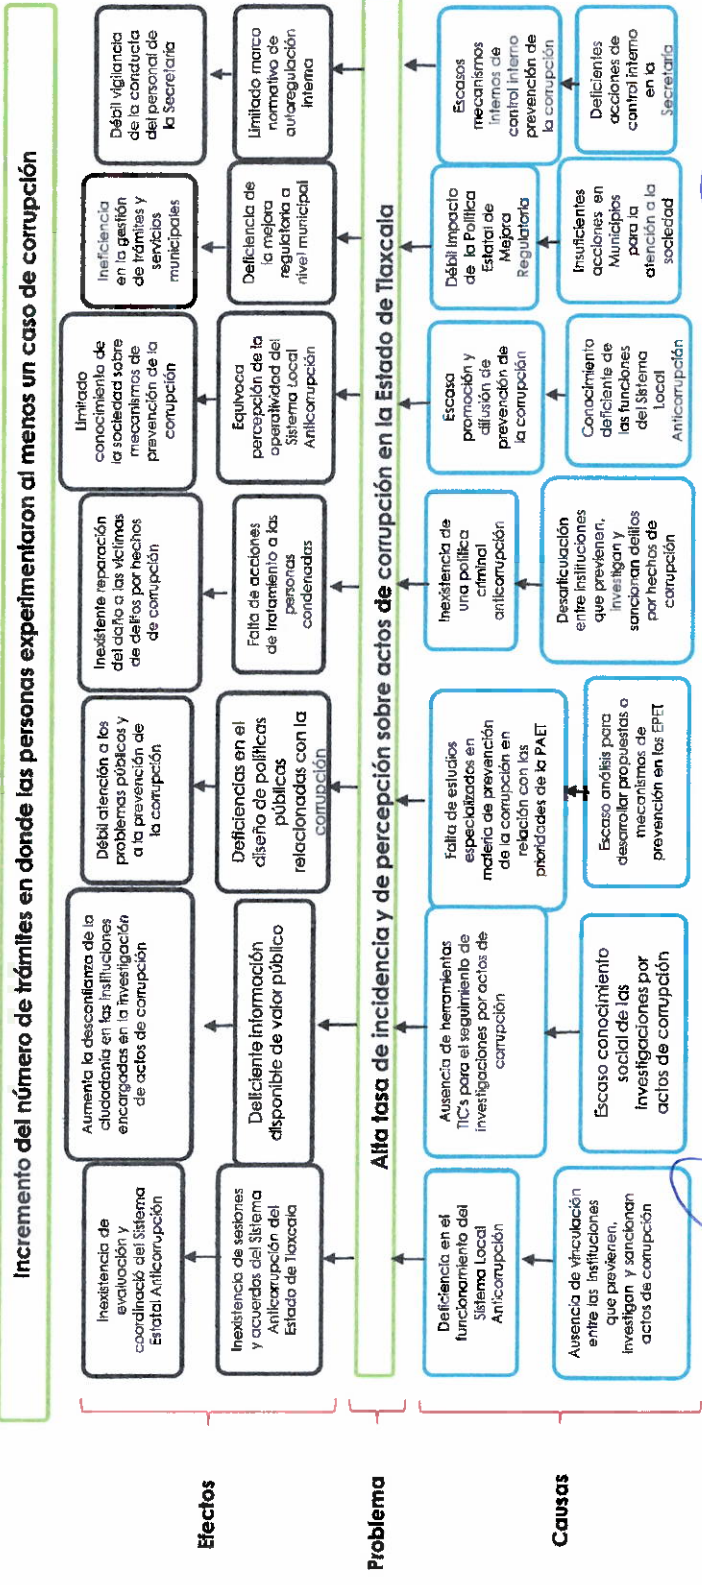 Incremento del número de trámites en donde las personas experimentaron al menos un caso de corrupción
Efectos
Inexistencia de
evaluación y
coordinació del Sistema
Estatal Anticorrupción
Aumenta la desconfianza de la
ciudadanía en las Instituciones
encargadas en la investigación
de actos de corrupción
Débil atención a los
problemas públicos y
a la prevención de
la corrupción
Inexistente reparación
del daño a las víctimas
de delitos por hechos
de corrupción
Limitado
conocimiento de
la sociedad sobre
mecanismos de
prevención de la
corrupción
Ineficiencia
en la gestión
de trámites y
servicios
municipales
Débil vigilancia
de la conducta
del personal de
la Secretaría
Inexistencia de sesiones
y acuerdos del Sistema
Anticorrupción del
Estado de Tlaxcala
Deficiente información
disponible de valor público
Deficiencias en el
diseño de políticas
públicas
relacionadas con la
corrupción
Falta de acciones
de tratamiento a las
personas
condenadas
Equivoca
percepción de la
operatividad del
Sistema Local
Anticorrupción
Deficiencia de
la mejora
regulatoria a
nivel municipal
Limitado marco
normativo de
autoregulación
interna
Problema
Alta tasa de incidencia y de percepción sobre actos de corrupción en la Estado de Tlaxcala
Causas
Deficiencia en el
funcionamiento del
Sistema Local
Anticorrupción
Ausencia de herramientas
TIC's para el seguimiento de
investigaciones por actos de
corrupción
Falta de estudios
especializados en
materia de prevención
de la corrupción en
relación con las
prioridades de la PAET
Inexistencia de
una política
criminal
anticorrupción
Escasa
promoción y
difusión de
prevención de
la corrupción
Débil Impacto
de la Política
Estatal de
Mejora
Regulatoria
Escasos
mecanismos
internos de
control interno
prevención de
la corrupción
Ausencia de vinculación
entre las Instituciones
que previenen,
investigan y sancionan
actos de corrupción
Escaso conocimiento
social de las
Investigaciones por
actos de corrupción
Escaso análisis para
desarrollar propuestas o
mecanismos de
prevención en los EPET
Desarticulación
entre instituciones
que previenen,
investigan y
sancionan delitos
por hechos de
corrupción
Conocimiento
deficiente de
las funciones
del Sistema
Local
Anticorrupción
Insuficientes
acciones en
Municipios
para la
atención a la
sociedad
Deficientes
acciones de
control interno
en la
Secretaría